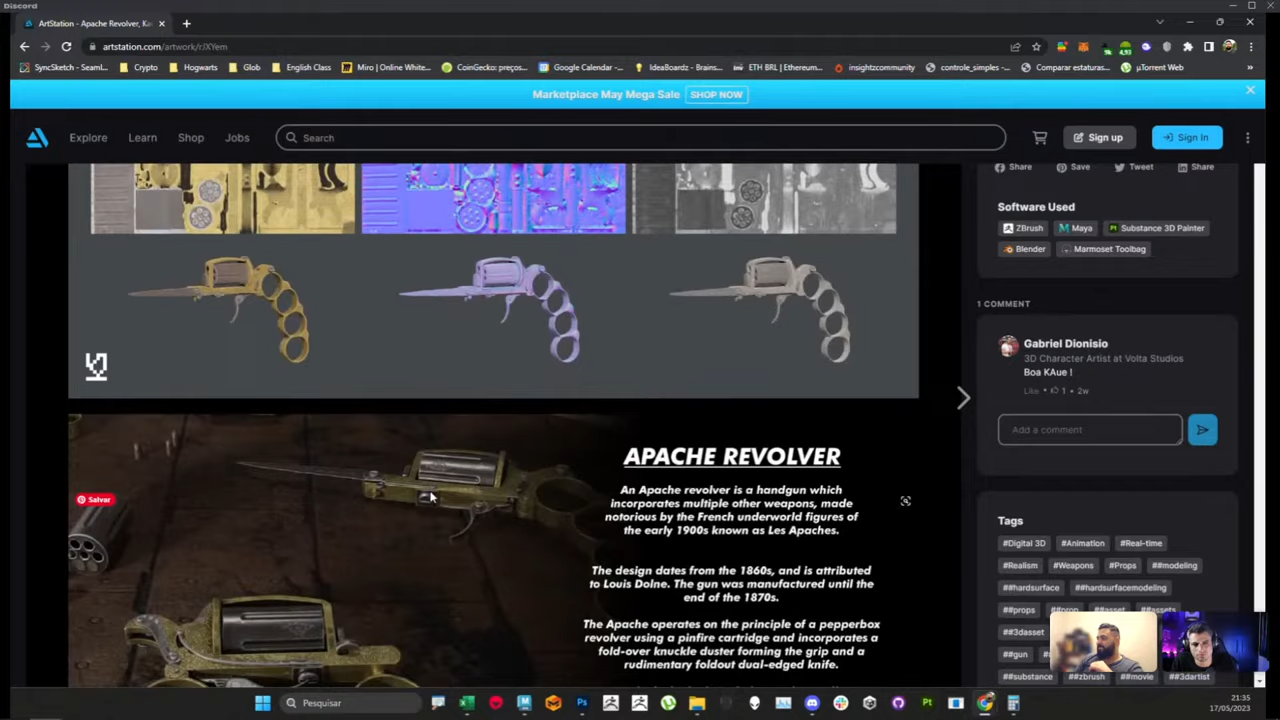 Discord
ArtStation - Apache Revolver, Ka
artstation.com/artwork/rJXYem
SyncSketch - Seaml...
Crypto
Hogwarts
Glob
English Class
Miro | Online White...
CoinGecko: preços...
Google Calendar -...
IdeaBoardz - Brains...
ETH BRL | Ethereum...
insightzcommunity
controle_simples -...
Comparar estaturas...
µTorrent Web
»
Marketplace May Mega Sale
SHOP NOW
Explore
Learn
Shop
Jobs
Search
Sign up
Sign In
Share
Save
Tweet
Share
Software Used
ZBrush
Maya
Substance 3D Painter
Blender
Marmoset Toolbag
1 COMMENT
Gabriel Dionisio
3D Character Artist at Volta Studios
Boa KAue !
Like • 1 • 2w
Add a comment
Salvar
APACHE REVOLVER
An Apache revolver is a handgun which
incorporates multiple other weapons, made
notorious by the French underworld figures of
the early 1900s known as Les Apaches.
The design dates from the 1860s, and is attributed
to Louis Dolne. The gun was manufactured until the
end of the 1870s.
The Apache operates on the principle of a pepperbox
revolver using a pinfire cartridge and incorporates a
fold-over knuckle duster forming the grip and a
rudimentary foldout dual-edged knife.
Tags
#Digital 3D
#Animation
#Real-time
#Realism
#Weapons
#Props
##modeling
##hardsurface
##hardsurfacemodeling
##props
##prop
##asset
##assets
##3dasset
##gun
##substance
##zbrush
##movie
##3dartist
Pesquisar
21:35
17/05/2023